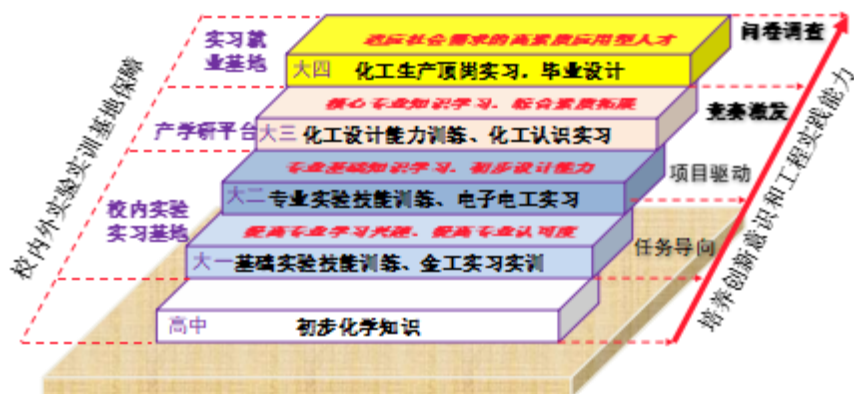 实习就
业基地
适应社会需求的高素质应用型人才
问卷调查
大四 化工生产顶岗实习，毕业设计
核心专业知识学习，综合素质拓展
竞赛激发
产学研平台
大三 化工设计能力训练、化工认识实习
专业基础知识学习，初步设计能力
项目驱动
大二 专业实验技能训练、电子电工实习
校内实验
实习基地
提高专业学习兴趣、提高专业认可度
任务导向
大一 基础实验技能训练、金工实习实训
高中 初步化学知识
校内外实验实训基地保障
培养创新意识和工程实践能力